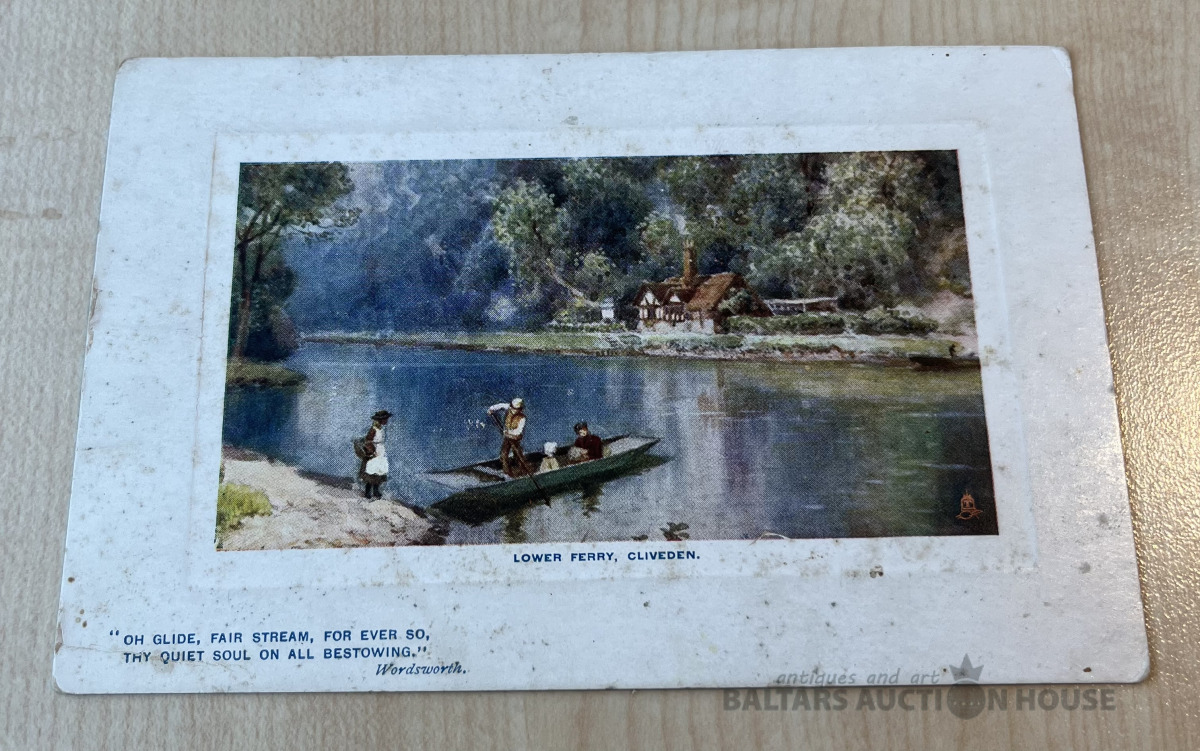 LOWER FERRY, CLIVEDEN.
"OH GLIDE, FAIR STREAM, FOR EVER SO,
THY QUIET SOUL ON ALL BESTOWING."
Wordsworth.
antiques and art
BALTARS AUCTION HOUSE